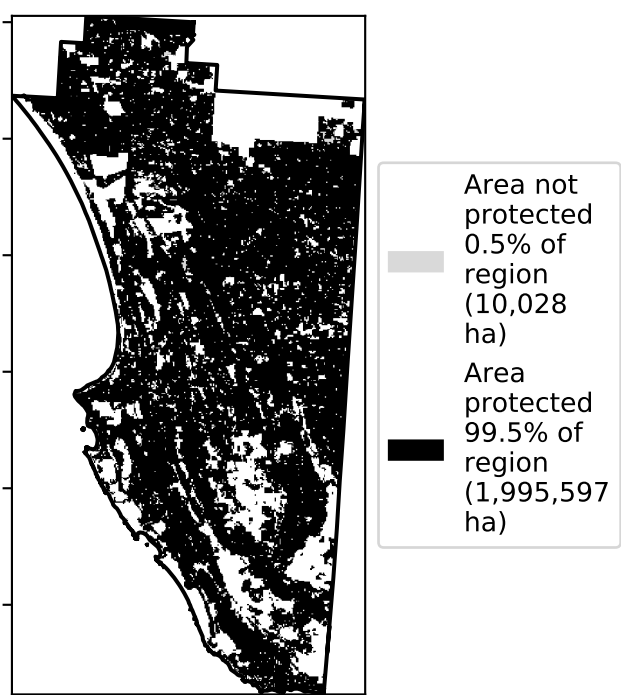 Area not
protected
0.5% of
region
(10,028
ha)
Area
protected
99.5% of
region
(1,995,597
ha)